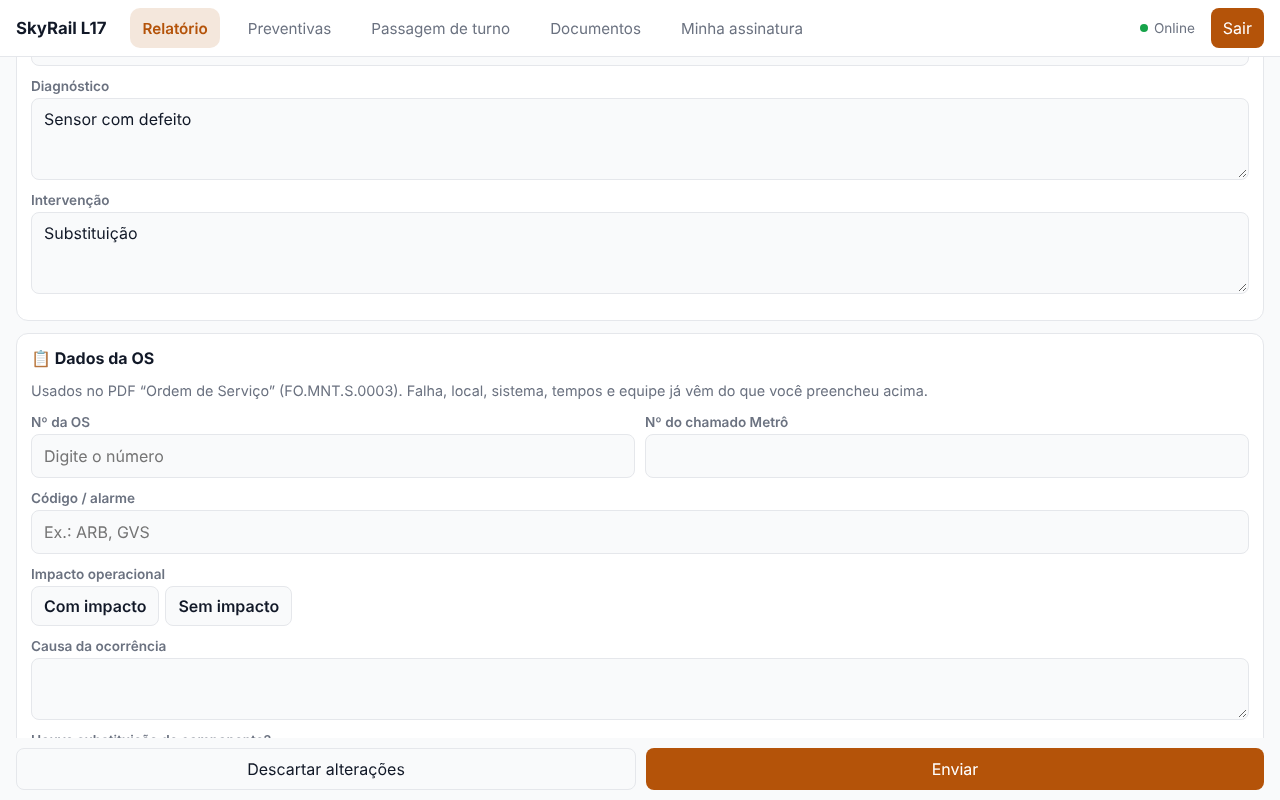 SkyRail L17
Relatório
Preventivas
Passagem de turno
Documentos
Minha assinatura
Online
Sair
Diagnóstico
Sensor com defeito
Intervenção
Substituição
📋 Dados da OS
Usados no PDF “Ordem de Serviço” (FO.MNT.S.0003). Falha, local, sistema, tempos e equipe já vêm do que você preencheu acima.
Nº da OS
Nº do chamado Metrô
Digite o número
Código / alarme
Ex.: ARB, GVS
Impacto operacional
Com impacto
Sem impacto
Causa da ocorrência
Descartar alterações
Enviar